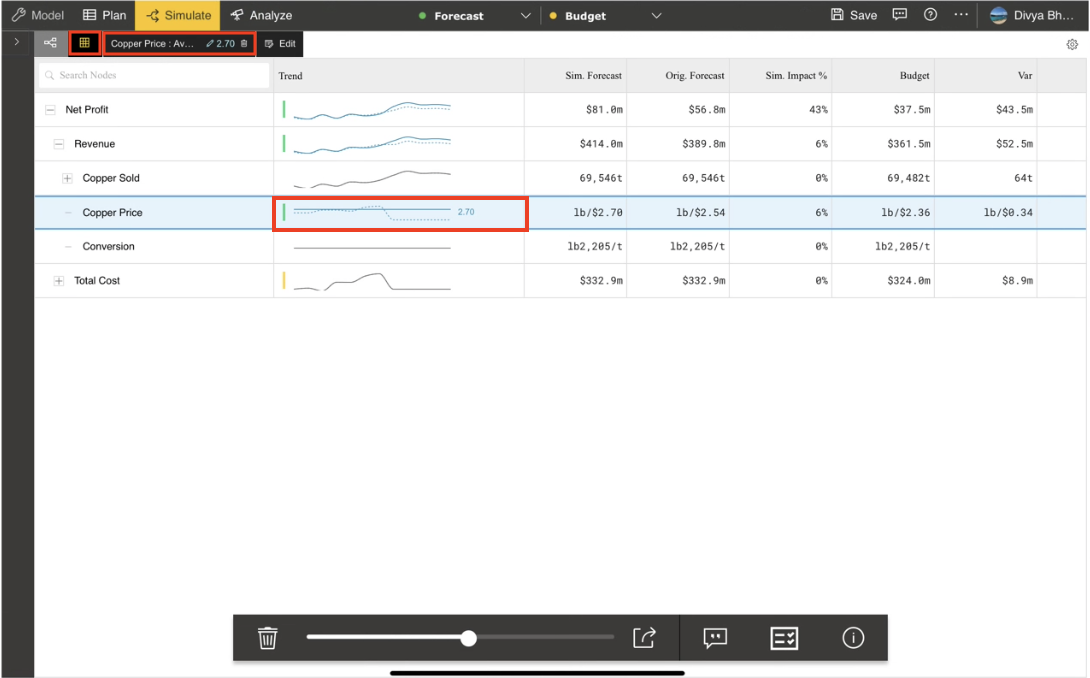 Model Plan Simulate Analyze Forecast Budget Save Divya Bh...
Copper Price : Av... 2.70 Edit
Search Nodes Trend Sim. Forecast Orig. Forecast Sim. Impact % Budget Var
Net Profit $81.0m $56.8m 43% $37.5m $43.5m
Revenue $414.0m $389.8m 6% $361.5m $52.5m
Copper Sold 69,546t 69,546t 0% 69,482t 64t
Copper Price 2.70 lb/$2.70 lb/$2.54 6% lb/$2.36 lb/$0.34
Conversion lb2,205/t lb2,205/t 0% lb2,205/t
Total Cost $332.9m $332.9m 0% $324.0m $8.9m